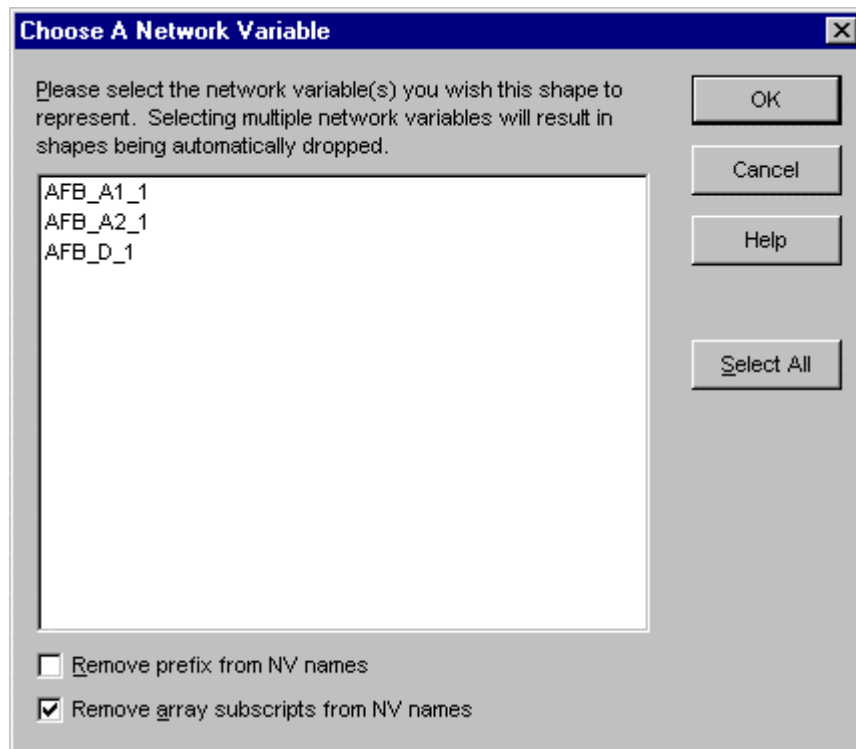 Choose A Network Variable
Please select the network variable(s) you wish this shape to
represent. Selecting multiple network variables will result in
shapes being automatically dropped.
OK
Cancel
Help
Select All
AFB_A1_1
AFB_A2_1
AFB_D_1
Remove prefix from NV names
Remove array subscripts from NV names